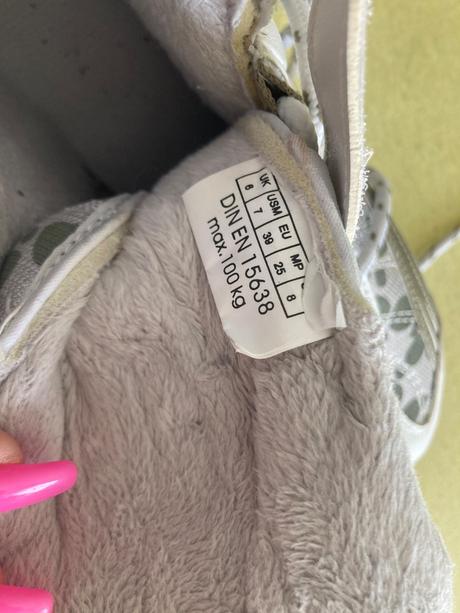 UK USM EU MP
6 7 39 25 8
DIN EN 15638
max.100 kg